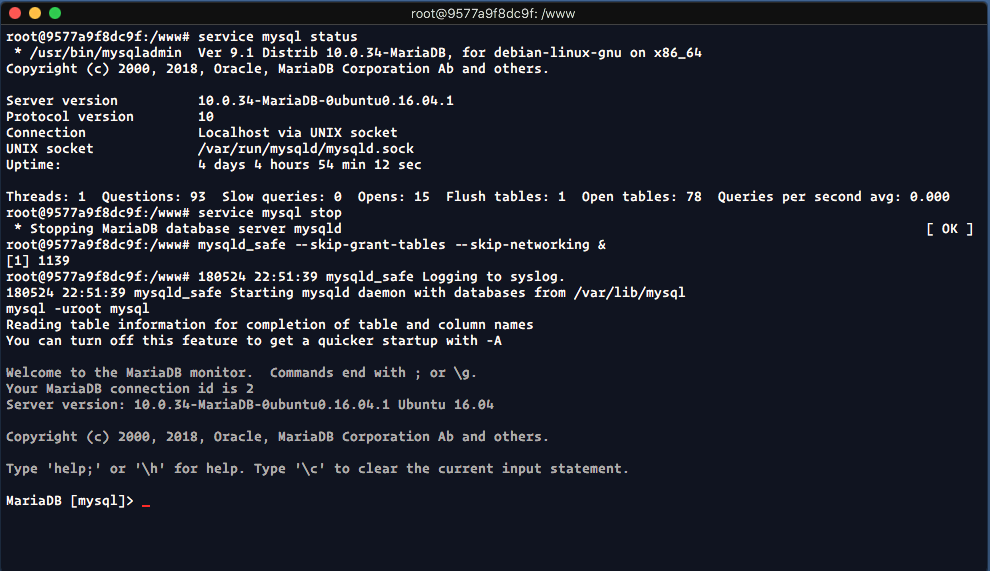 root@9577a9f8dc9f: /www
root@9577a9f8dc9f:/www# service mysql status
 * /usr/bin/mysqladmin  Ver 9.1 Distrib 10.0.34-MariaDB, for debian-linux-gnu on x86_64
Copyright (c) 2000, 2018, Oracle, MariaDB Corporation Ab and others.

Server version          10.0.34-MariaDB-0ubuntu0.16.04.1
Protocol version        10
Connection              Localhost via UNIX socket
UNIX socket             /var/run/mysqld/mysqld.sock
Uptime:                 4 days 4 hours 54 min 12 sec

Threads: 1  Questions: 93  Slow queries: 0  Opens: 15  Flush tables: 1  Open tables: 78  Queries per second avg: 0.000
root@9577a9f8dc9f:/www# service mysql stop
 * Stopping MariaDB database server mysqld                                                                         [ OK ]
root@9577a9f8dc9f:/www# mysqld_safe --skip-grant-tables --skip-networking &
[1] 1139
root@9577a9f8dc9f:/www# 180524 22:51:39 mysqld_safe Logging to syslog.
180524 22:51:39 mysqld_safe Starting mysqld daemon with databases from /var/lib/mysql
mysql -uroot mysql
Reading table information for completion of table and column names
You can turn off this feature to get a quicker startup with -A

Welcome to the MariaDB monitor.  Commands end with ; or \g.
Your MariaDB connection id is 2
Server version: 10.0.34-MariaDB-0ubuntu0.16.04.1 Ubuntu 16.04

Copyright (c) 2000, 2018, Oracle, MariaDB Corporation Ab and others.

Type 'help;' or '\h' for help. Type '\c' to clear the current input statement.

MariaDB [mysql]> _